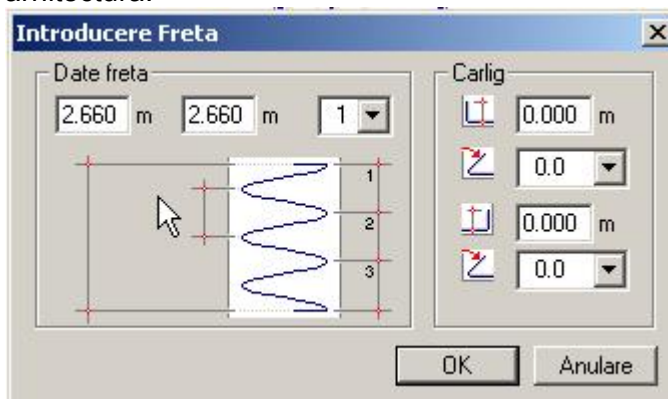 Introducere Freta
Date freta
2.660 m 2.660 m 1
1
2
3
Carlig
0.000 m
0.0
0.000 m
0.0
OK Anulare